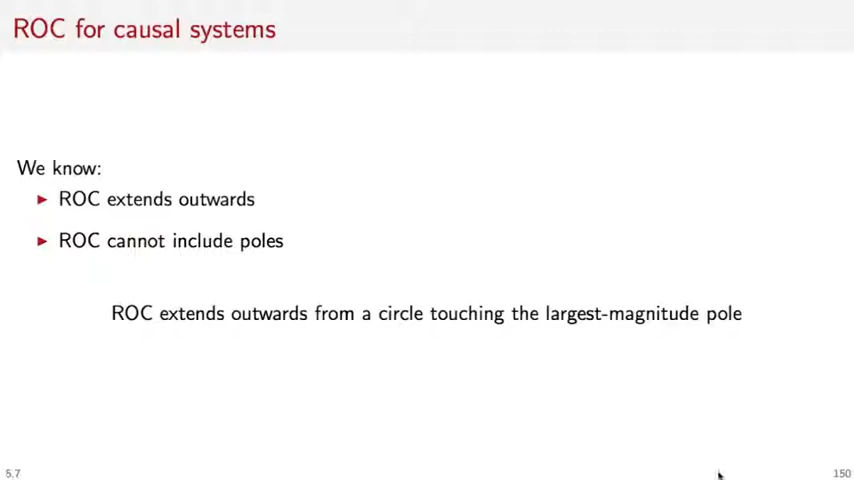 ROC for causal systems
We know:
► ROC extends outwards
► ROC cannot include poles
ROC extends outwards from a circle touching the largest-magnitude pole
5.7
150